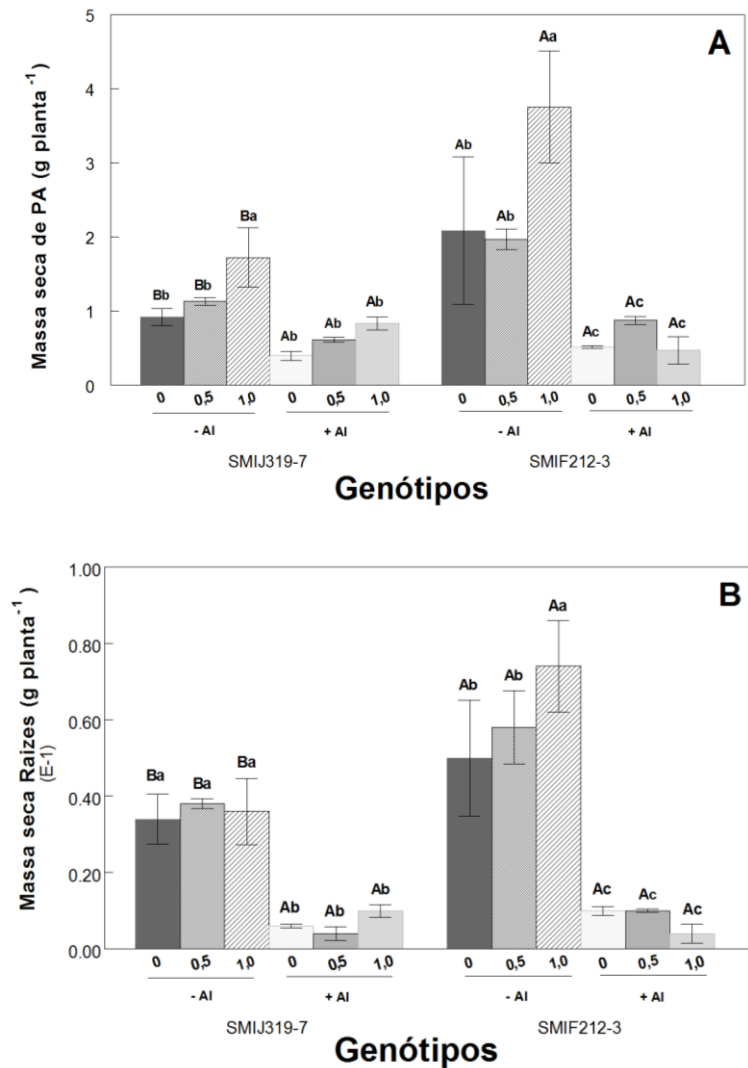 A
Massa seca de PA (g planta -1)
5
4
3
2
1
0
Bb Bb Ba Ab Ab Ab Ab Ab Aa Ac Ac Ac
0 0,5 1,0 0 0,5 1,0 0 0,5 1,0 0 0,5 1,0
- Al + Al - Al + Al
SMIJ319-7 SMIF212-3
Genótipos
B
Massa seca Raizes (g planta -1)
(E-1)
1.00
0.80
0.60
0.40
0.20
0.00
Ba Ba Ba Ab Ab Ab Ab Ab Aa Ac Ac Ac
0 0,5 1,0 0 0,5 1,0 0 0,5 1,0 0 0,5 1,0
- Al + Al - Al + Al
SMIJ319-7 SMIF212-3
Genótipos